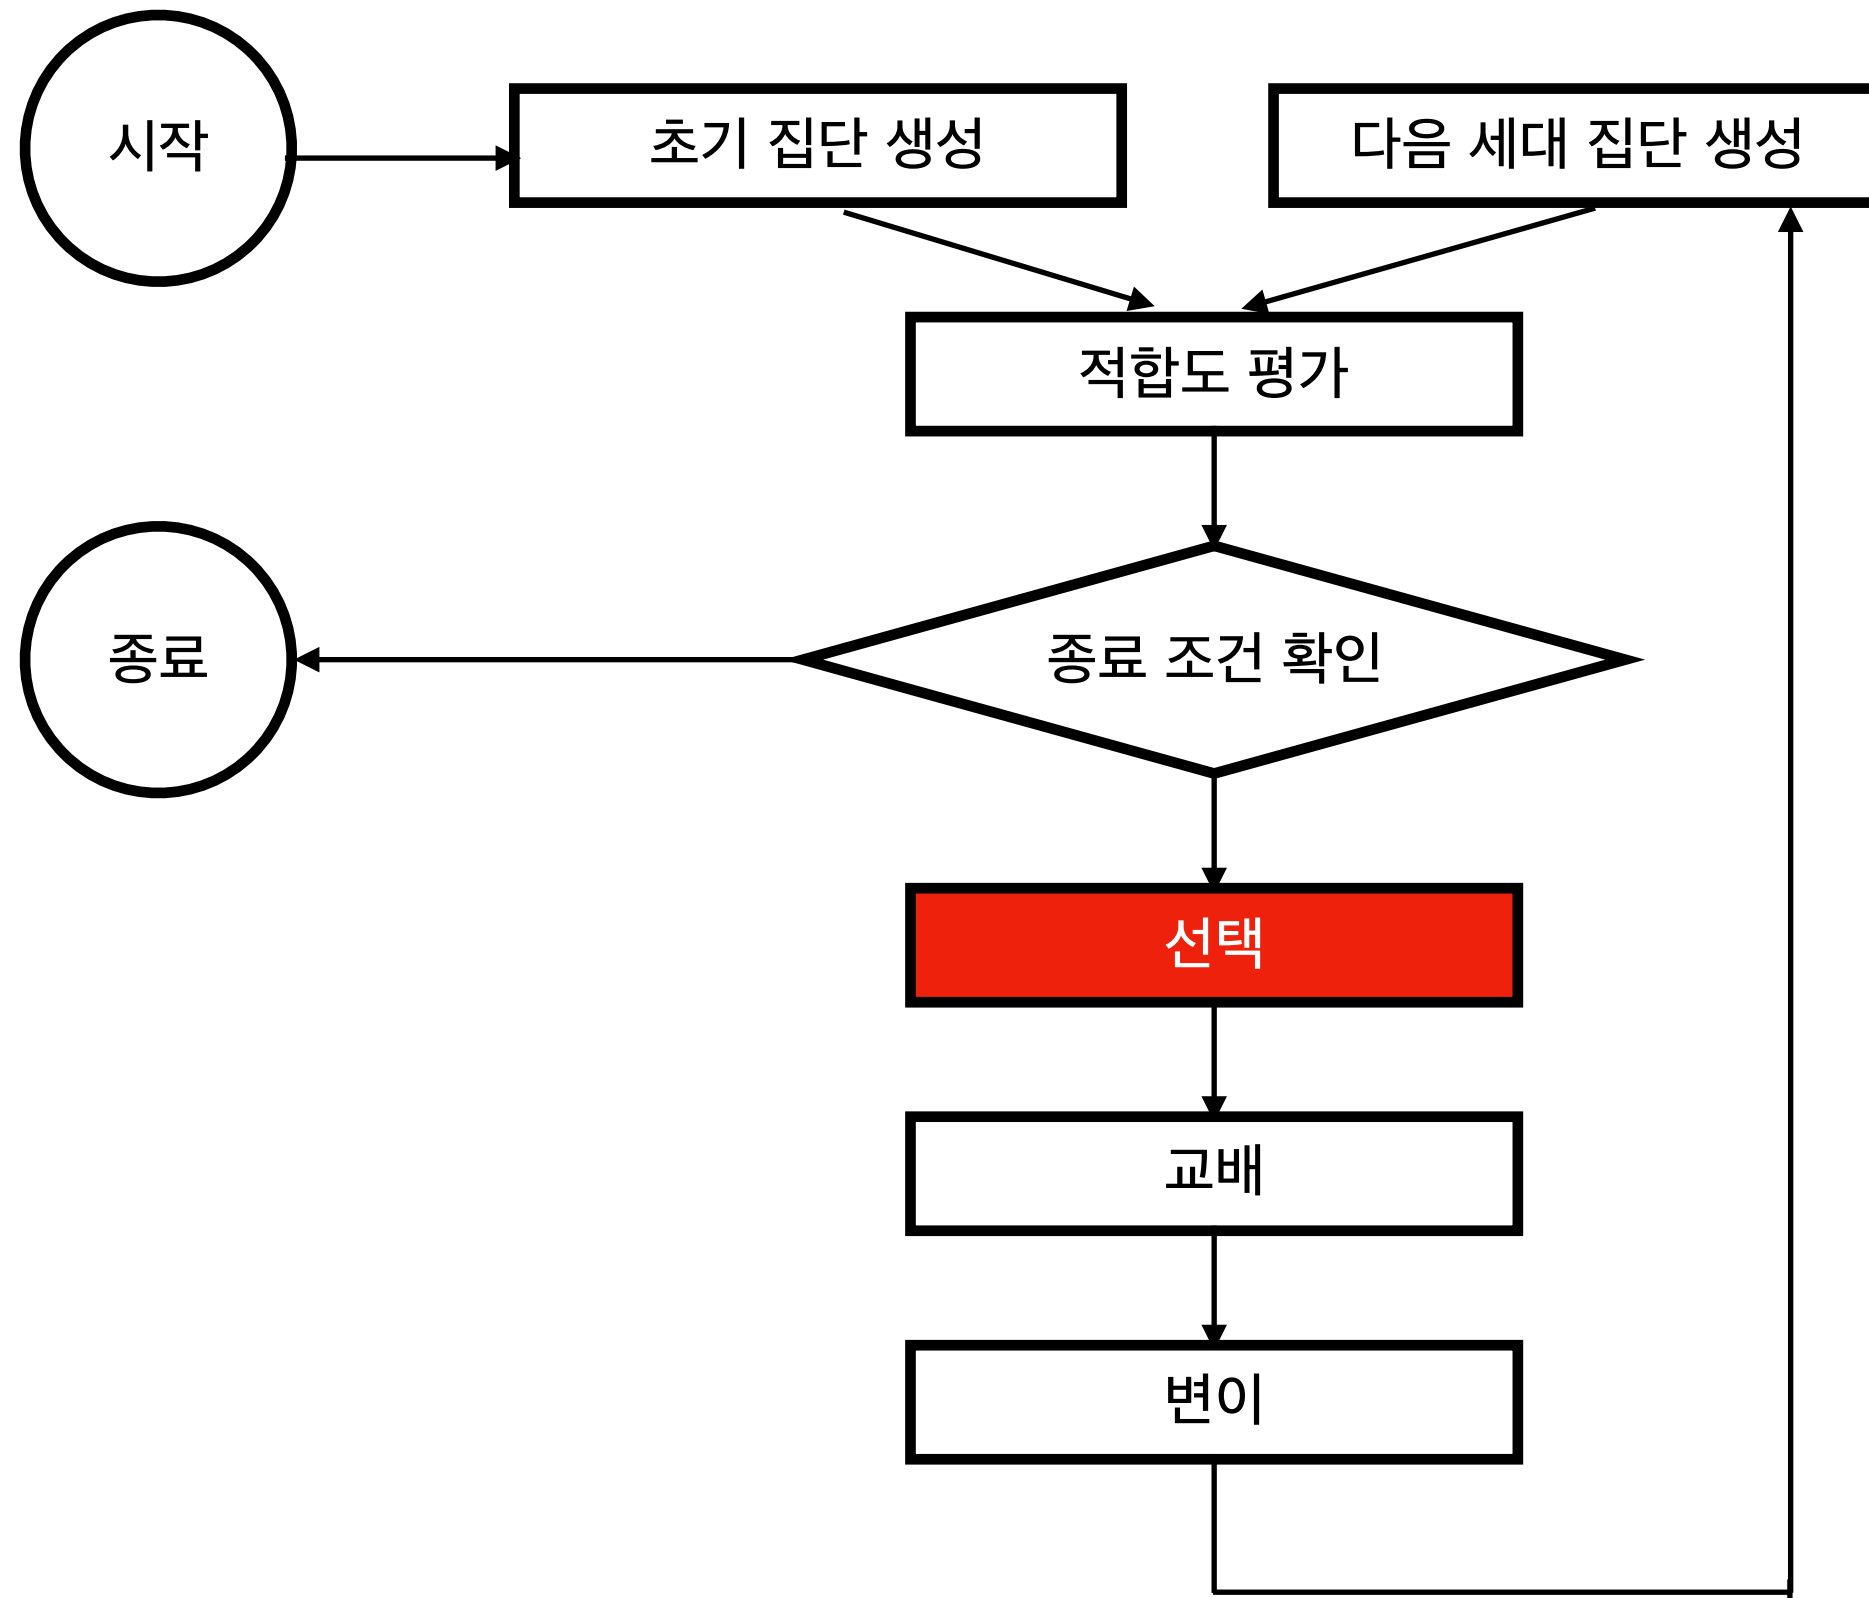 시작
초기 집단 생성
다음 세대 집단 생성
적합도 평가
종료
종료 조건 확인
선택
교배
변이